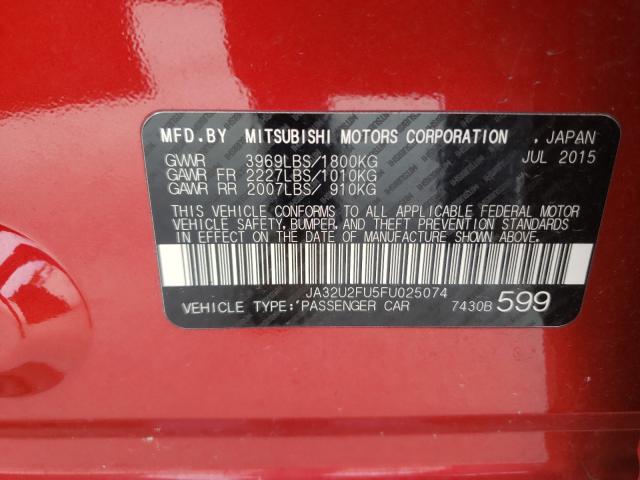 MFD.BY MITSUBISHI MOTORS CORPORATION , JAPAN
GVWR 3969LBS/1800KG JUL 2015
GAWR FR 2227LBS/1010KG
GAWR RR 2007LBS/ 910KG
THIS VEHICLE CONFORMS TO ALL APPLICABLE FEDERAL MOTOR
VEHICLE SAFETY, BUMPER, AND THEFT PREVENTION STANDARDS
IN EFFECT ON THE DATE OF MANUFACTURE SHOWN ABOVE.
JA32U2FU5FU025074
VEHICLE TYPE: PASSENGER CAR 7430B 599